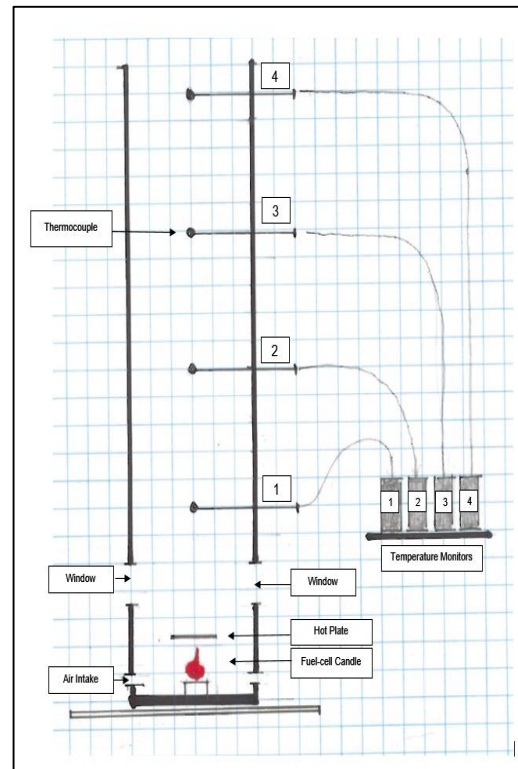 4
3
Thermocouple
2
1
1 2 3 4
Temperature Monitors
Window
Window
Hot Plate
Fuel-cell Candle
Air Intake